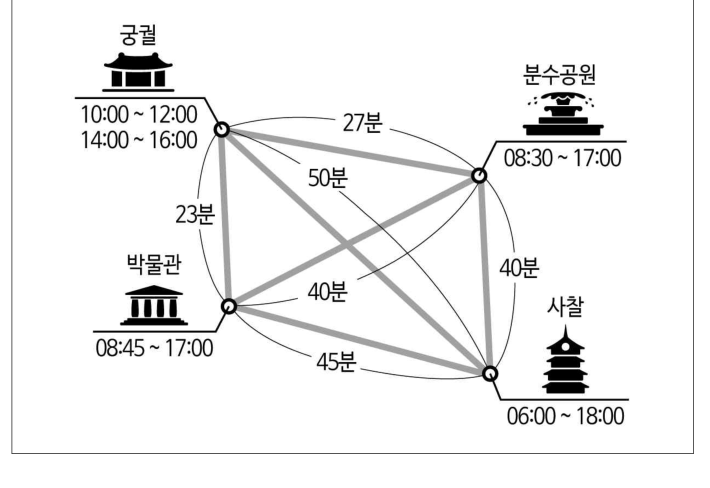 궁궐
10:00 ~ 12:00
14:00 ~ 16:00
27분
분수공원
08:30 ~ 17:00
50분
23분
박물관
08:45 ~ 17:00
40분
40분
45분
사찰
06:00 ~ 18:00